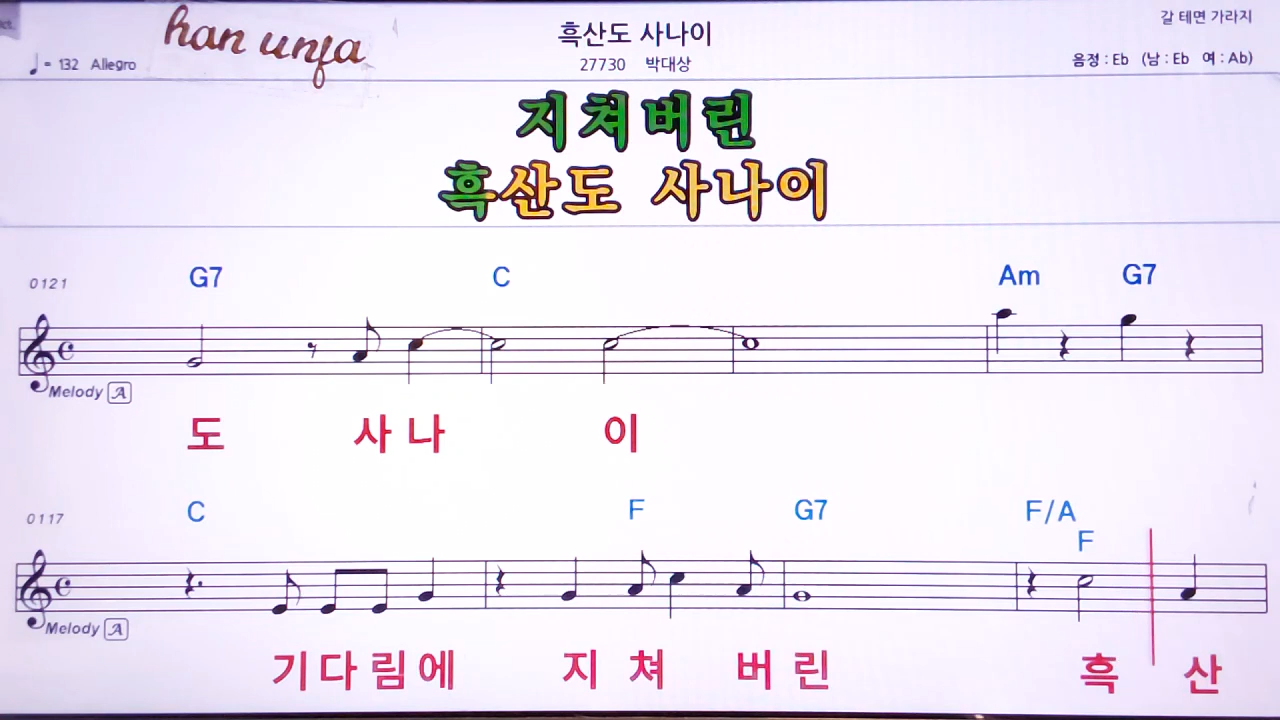 갈 테면 가라지
han unfa
흑산도 사나이
♩= 132 Allegro
27730 박대상
음정 : Eb (남 : Eb 여 : Ab)
지쳐버린
흑산도 사나이
0121 G7 C Am G7
Melody A
도 사 나 이
0117 C F G7 F/A
F
Melody A
기 다 림 에 지 쳐 버 린 흑 산